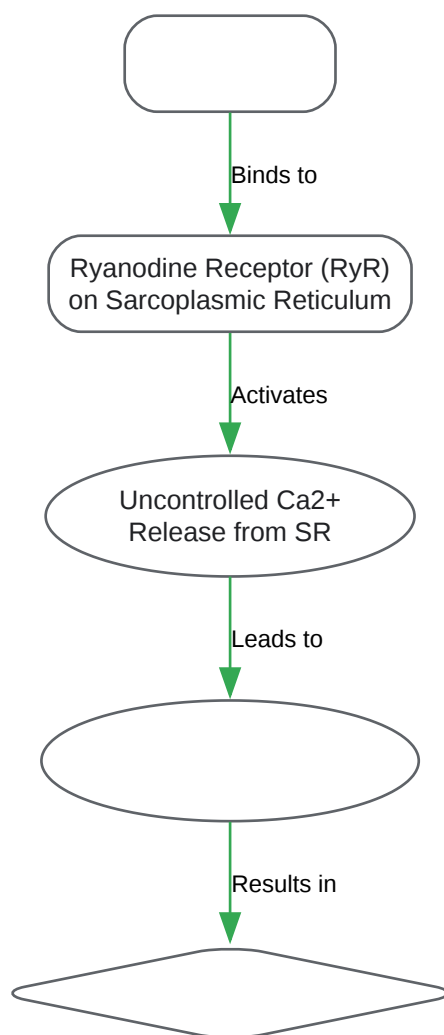 Binds to
Ryanodine Receptor (RyR)
on Sarcoplasmic Reticulum
Activates
Uncontrolled Ca2+
Release from SR
Leads to
Results in